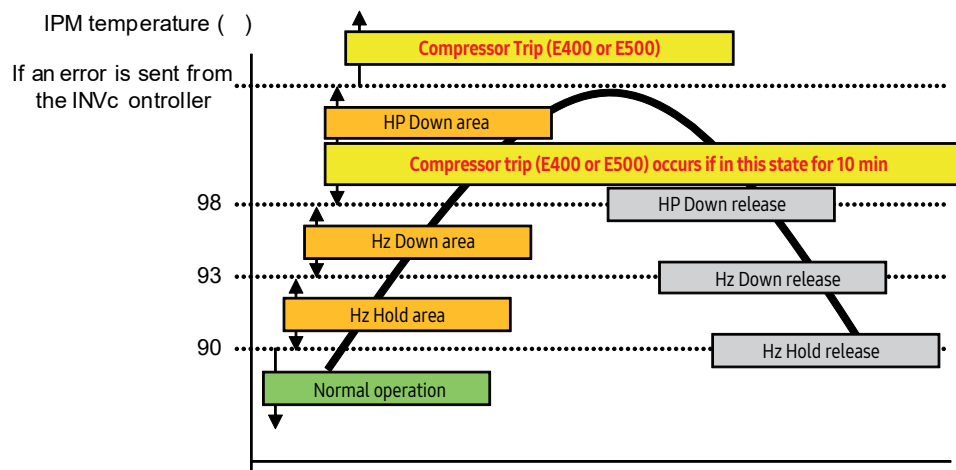 IPM temperature ( )
Compressor Trip (E400 or E500)
If an error is sent from
the INVc ontroller
HP Down area
Compressor trip (E400 or E500) occurs if in this state for 10 min
98
HP Down release
Hz Down area
93
Hz Down release
Hz Hold area
90
Hz Hold release
Normal operation